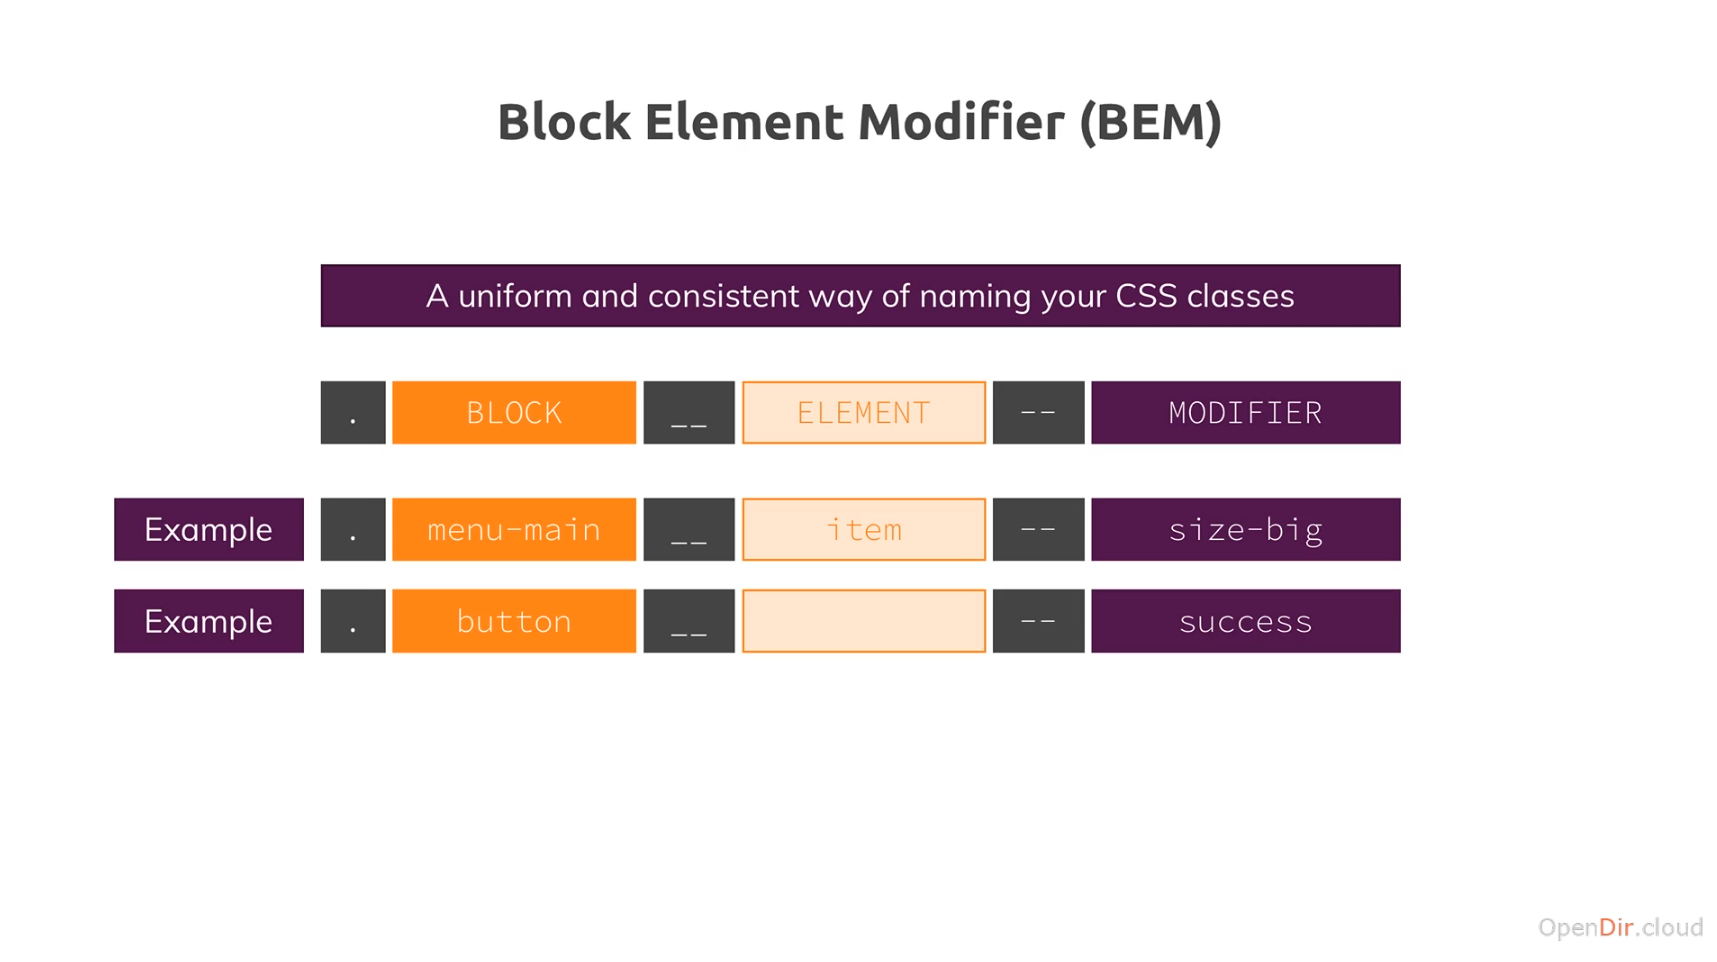 Block Element Modifier (BEM)
A uniform and consistent way of naming your CSS classes
. BLOCK __ ELEMENT -- MODIFIER
Example . menu-main __ item -- size-big
Example . button __ -- success
OpenDir.cloud